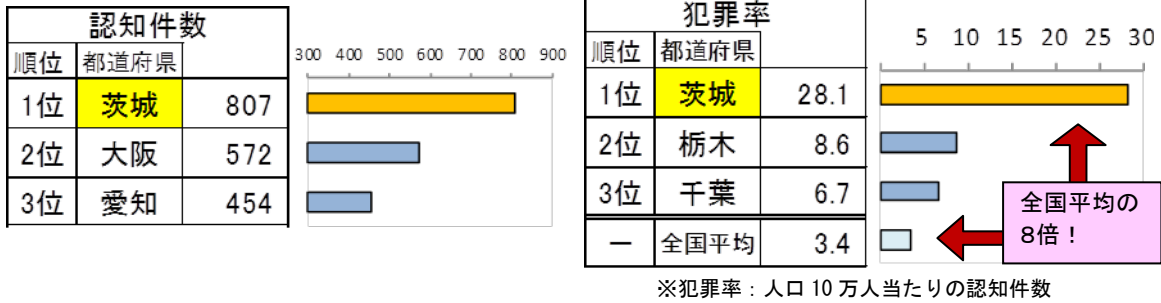 認知件数
順位 都道府県
1位 茨城 807
2位 大阪 572
3位 愛知 454
300 400 500 600 700 800 900
犯罪率
順位 都道府県
1位 茨城 28.1
2位 栃木 8.6
3位 千葉 6.7
― 全国平均 3.4
5 10 15 20 25 30
全国平均の
8倍！
※犯罪率：人口10万人当たりの認知件数